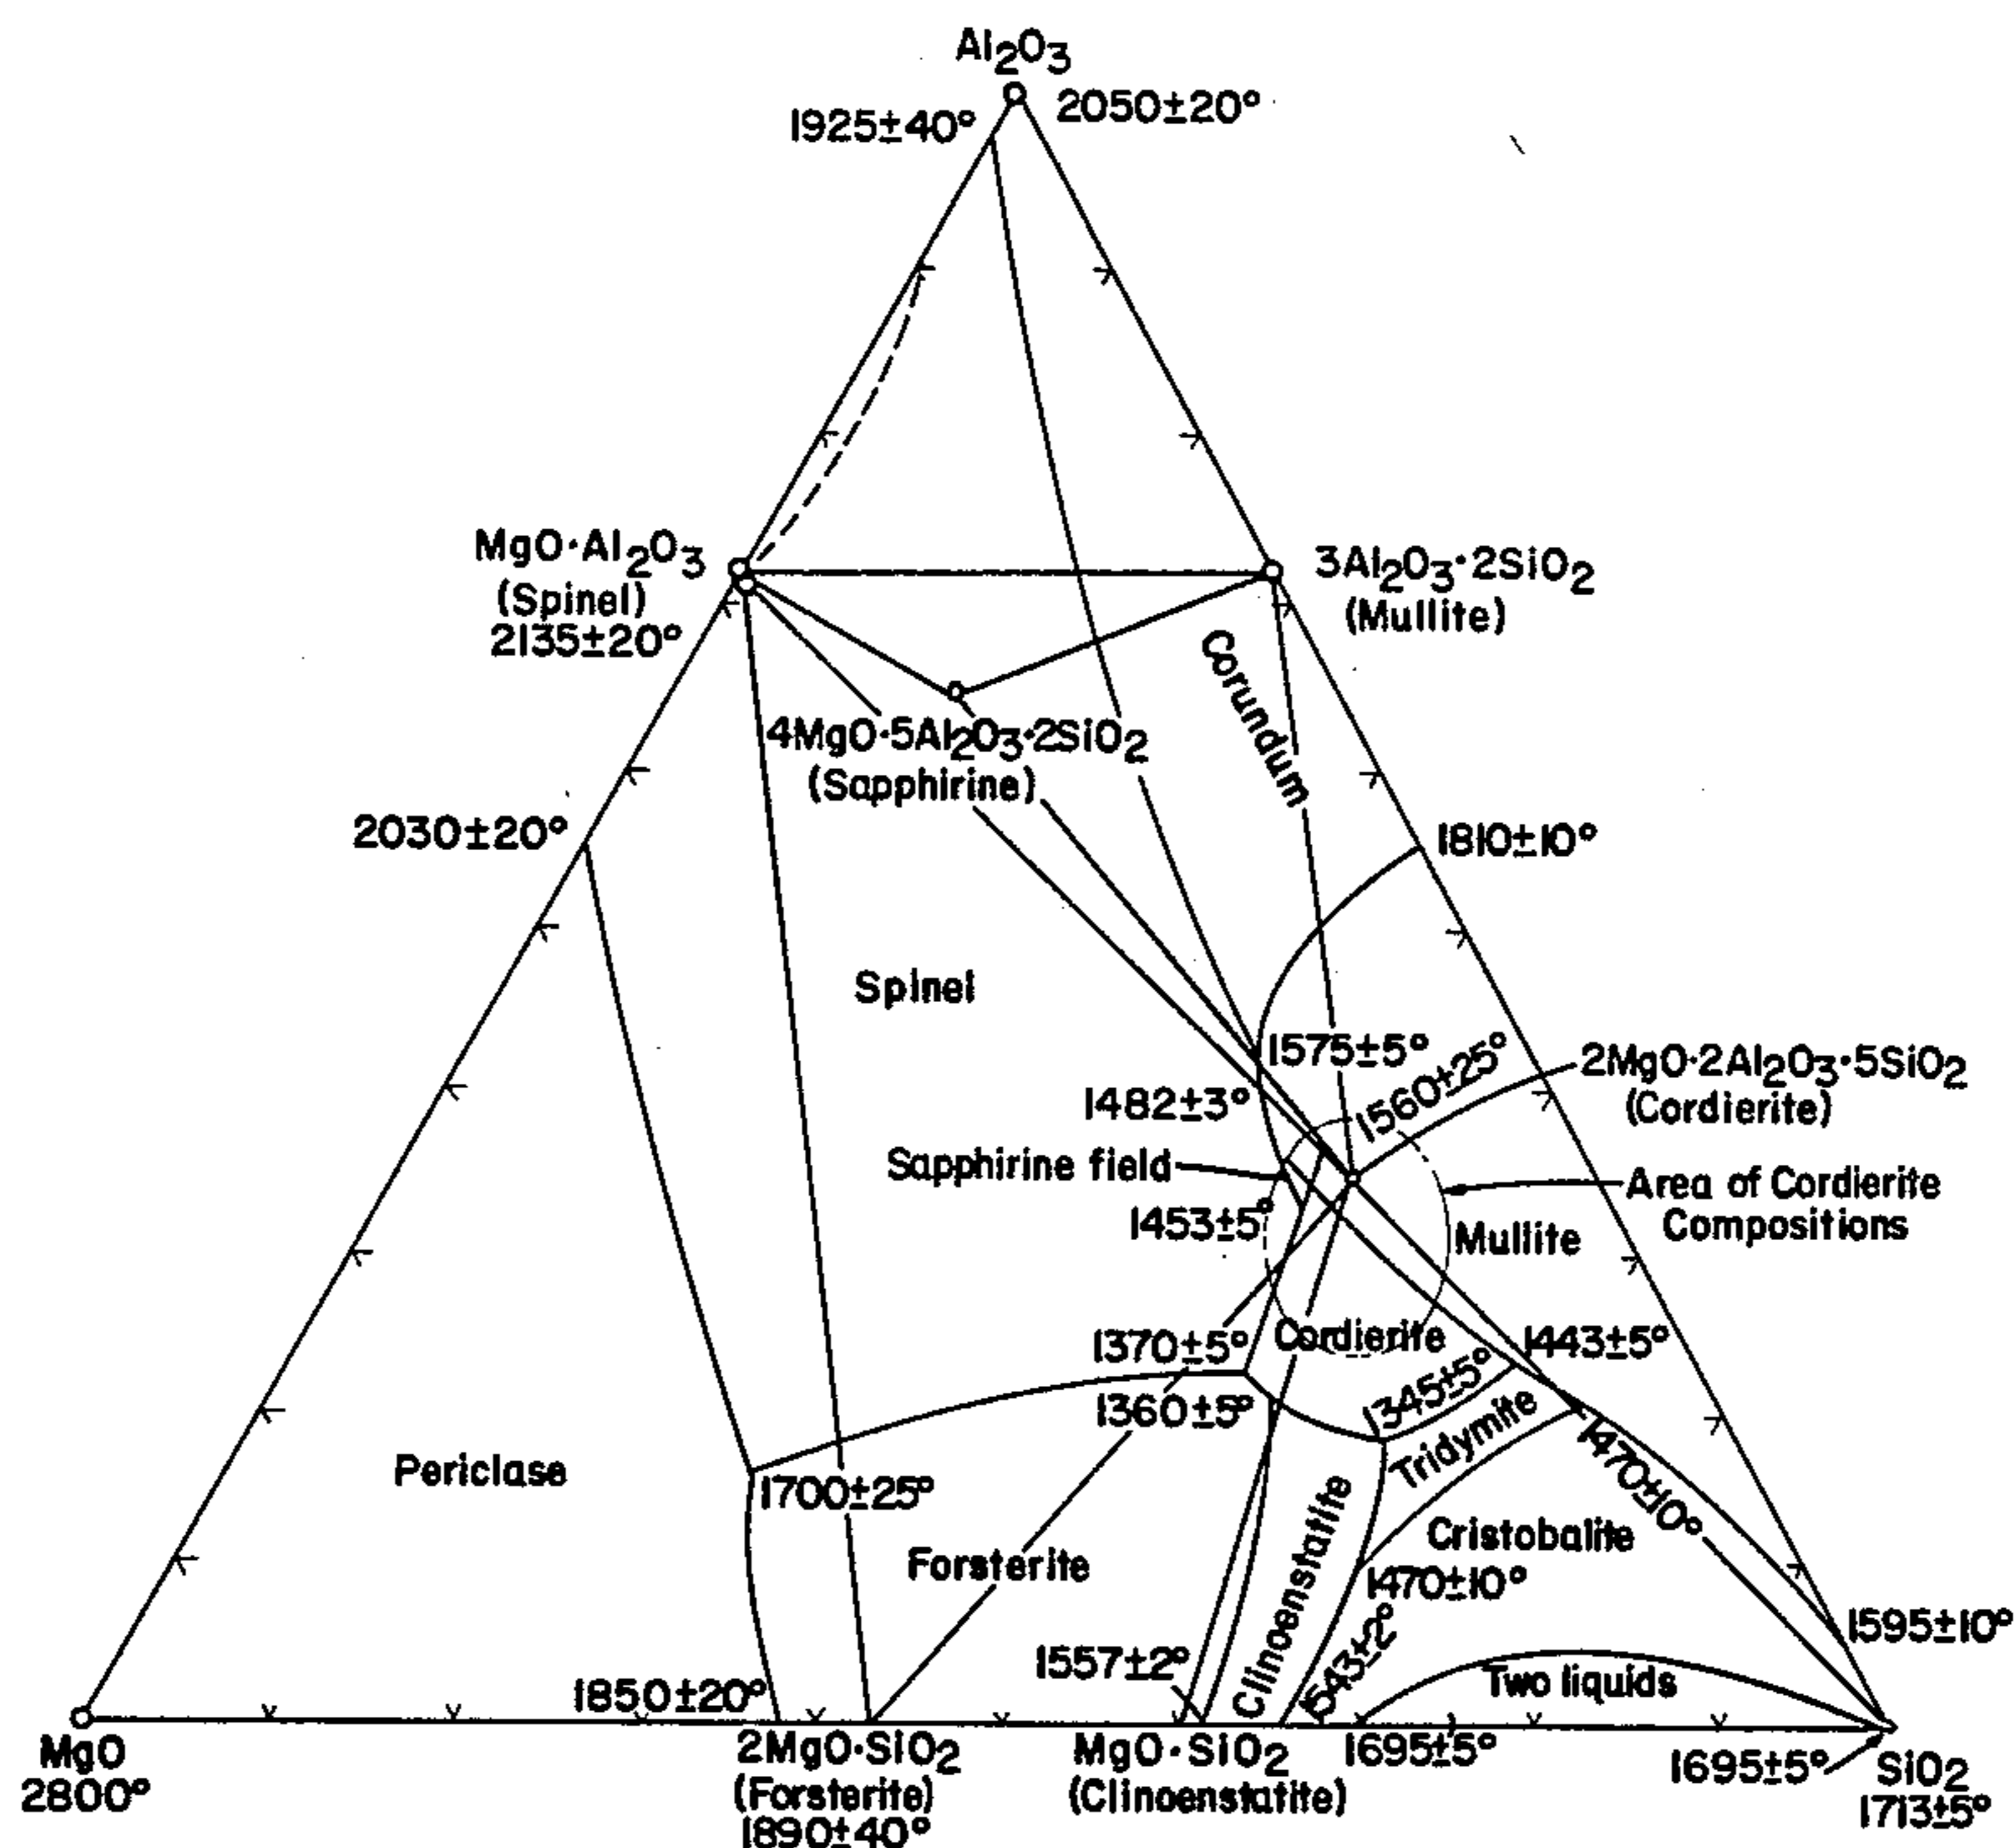 Al2O3
1925±40°
2050±20°
MgO·Al2O3
(Spinel)
2135±20°
3Al2O3·2SiO2
(Mullite)
Corundum
4MgO·5Al2O3·2SiO2
(Sapphirine)
2030±20°
1810±10°
Spinel
1575±5°
1560±25°
2MgO·2Al2O3·5SiO2
(Cordierite)
1482±3°
Sapphirine field
Area of Cordierite
Compositions
1453±5°
Mullite
Cordierite
1370±5°
1443±5°
1360±5°
1345±5°
Tridymite
1470±10°
Periclase
1700±25°
Cristobalite
Forsterite
1470±10°
Clinoenstatite
1543±2°
1595±10°
1557±2°
Two liquids
1850±20°
MgO
2800°
2MgO·SiO2
(Forsterite)
1890±40°
MgO·SiO2
(Clinoenstatite)
1695±5°
1695±5°
SiO2
1713±5°